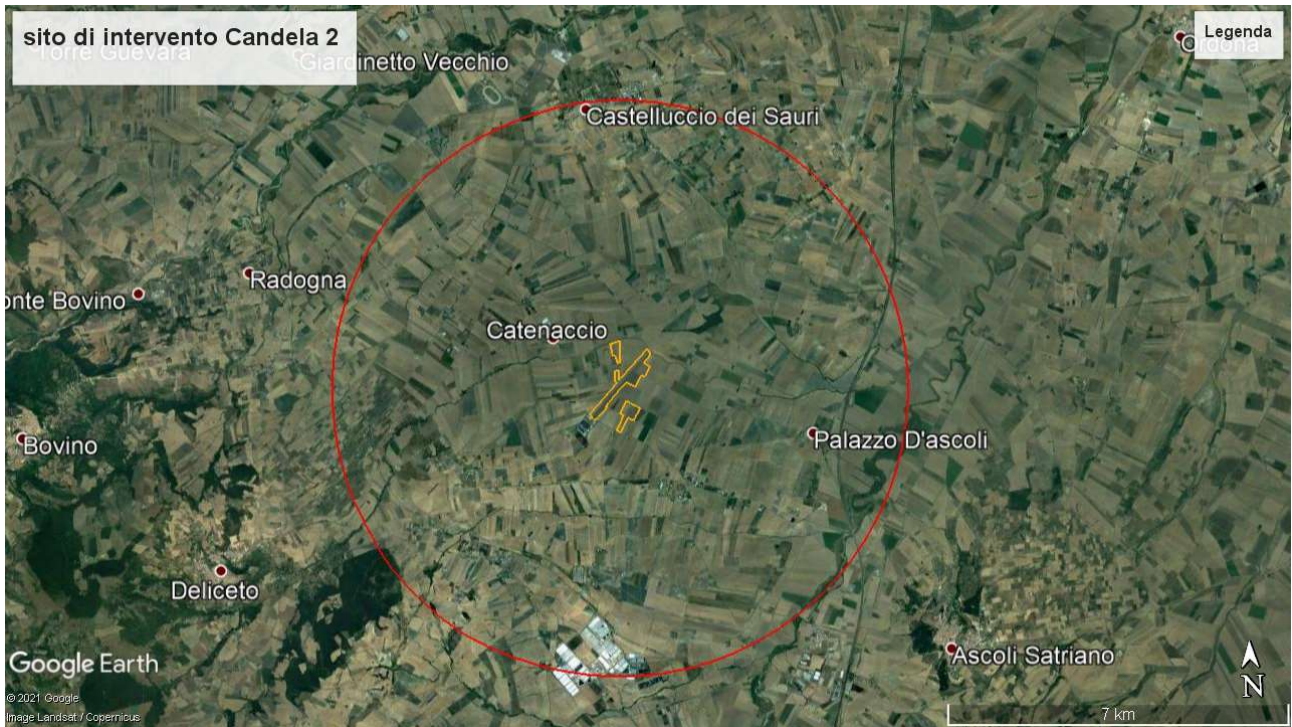 sito di intervento Candela 2
Legenda
Torre Guevara
Giardinetto Vecchio
Ordona
Castelluccio dei Sauri
Radogna
onte Bovino
Catenaccio
Bovino
Palazzo D'ascoli
Deliceto
Ascoli Satriano
Google Earth
N
© 2021 Google
Image Landsat / Copernicus
7 km